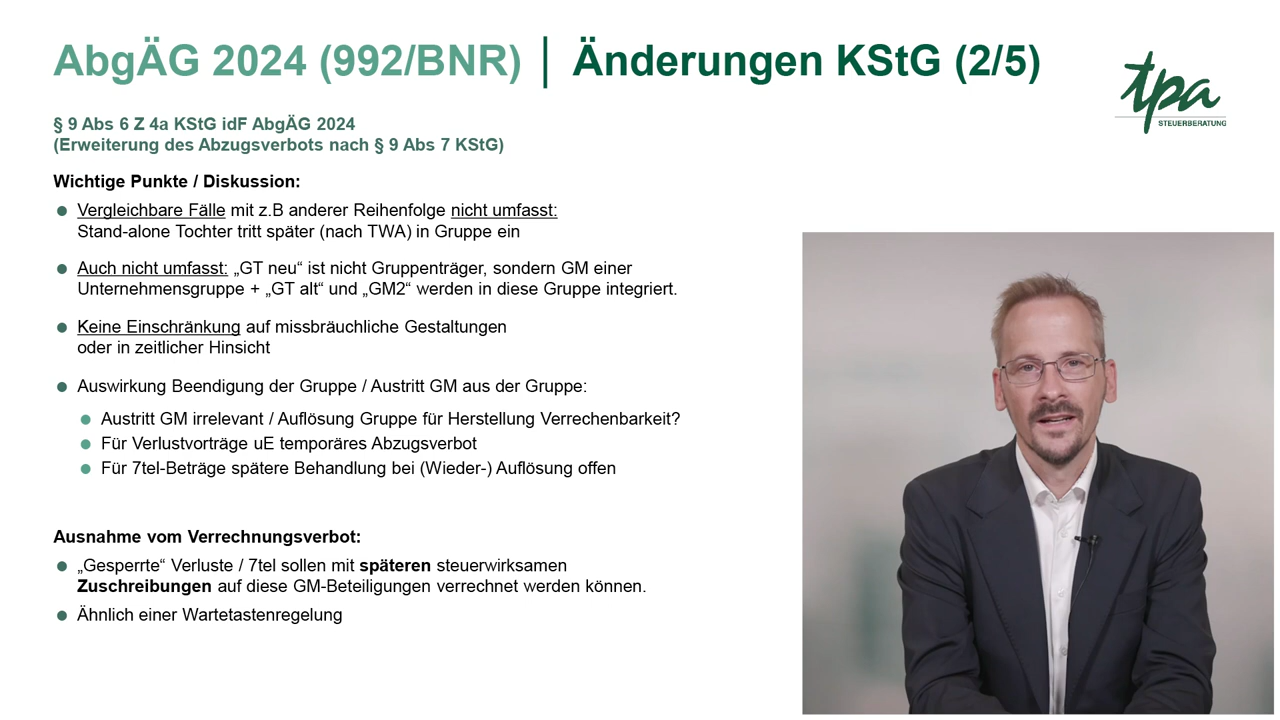 AbgÄG 2024 (992/BNR) | Änderungen KStG (2/5)
tpa
STEUERBERATUNG
§ 9 Abs 6 Z 4a KStG idF AbgÄG 2024
(Erweiterung des Abzugsverbots nach § 9 Abs 7 KStG)
Wichtige Punkte / Diskussion:
Vergleichbare Fälle mit z.B anderer Reihenfolge nicht umfasst:
Stand-alone Tochter tritt später (nach TWA) in Gruppe ein
Auch nicht umfasst: „GT neu“ ist nicht Gruppenträger, sondern GM einer
Unternehmensgruppe + „GT alt“ und „GM2“ werden in diese Gruppe integriert.
Keine Einschränkung auf missbräuchliche Gestaltungen
oder in zeitlicher Hinsicht
Auswirkung Beendigung der Gruppe / Austritt GM aus der Gruppe:
Austritt GM irrelevant / Auflösung Gruppe für Herstellung Verrechenbarkeit?
Für Verlustvorträge uE temporäres Abzugsverbot
Für 7tel-Beträge spätere Behandlung bei (Wieder-) Auflösung offen
Ausnahme vom Verrechnungsverbot:
„Gesperrte“ Verluste / 7tel sollen mit späteren steuerwirksamen
Zuschreibungen auf diese GM-Beteiligungen verrechnet werden können.
Ähnlich einer Wartetastenregelung